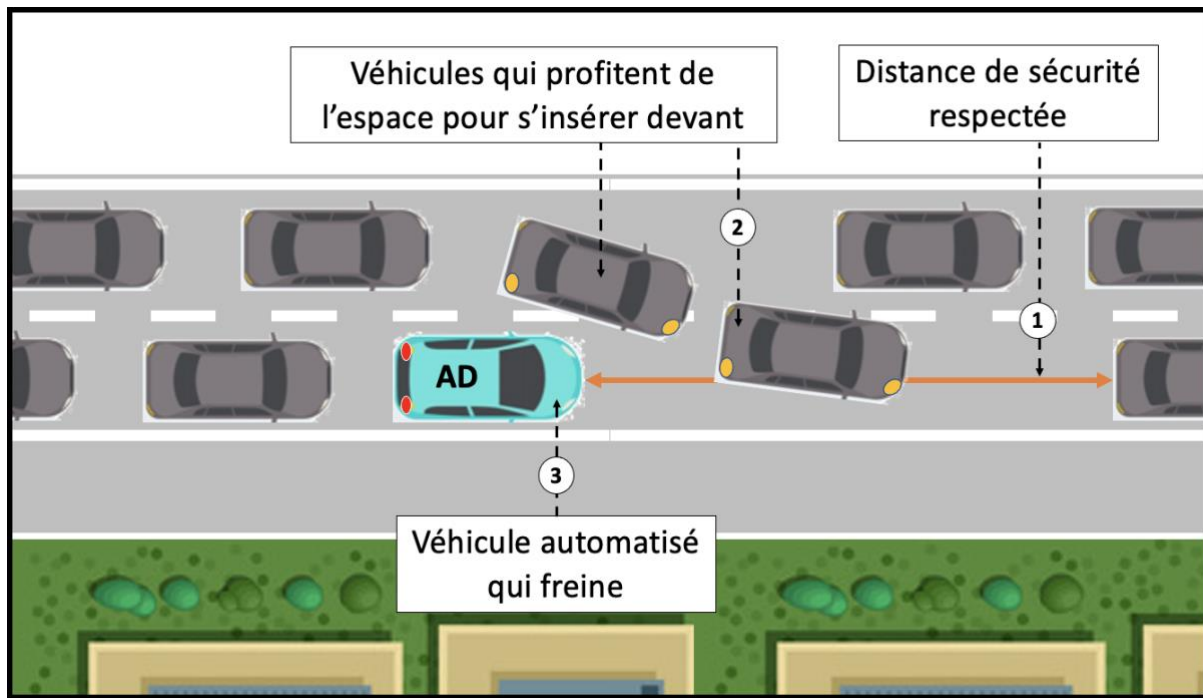 Véhicules qui profitent de
l’espace pour s’insérer devant
Distance de sécurité
respectée
2
1
AD
3
Véhicule automatisé
qui freine